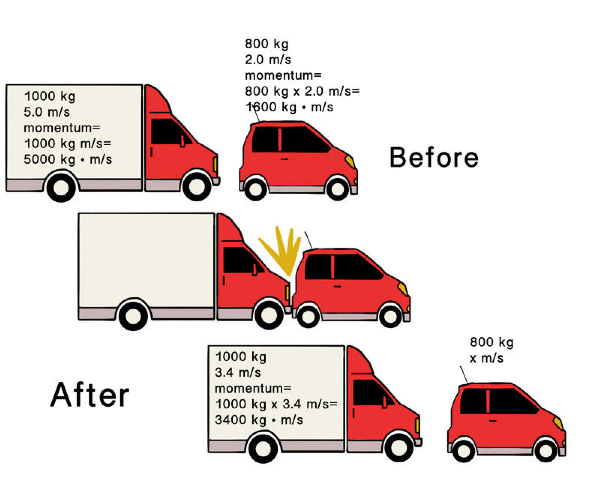 800 kg
2.0 m/s
momentum=
800 kg x 2.0 m/s=
1600 kg • m/s
1000 kg
5.0 m/s
momentum=
1000 kg m/s=
5000 kg • m/s
Before
After
1000 kg
3.4 m/s
momentum=
1000 kg x 3.4 m/s=
3400 kg • m/s
800 kg
x m/s